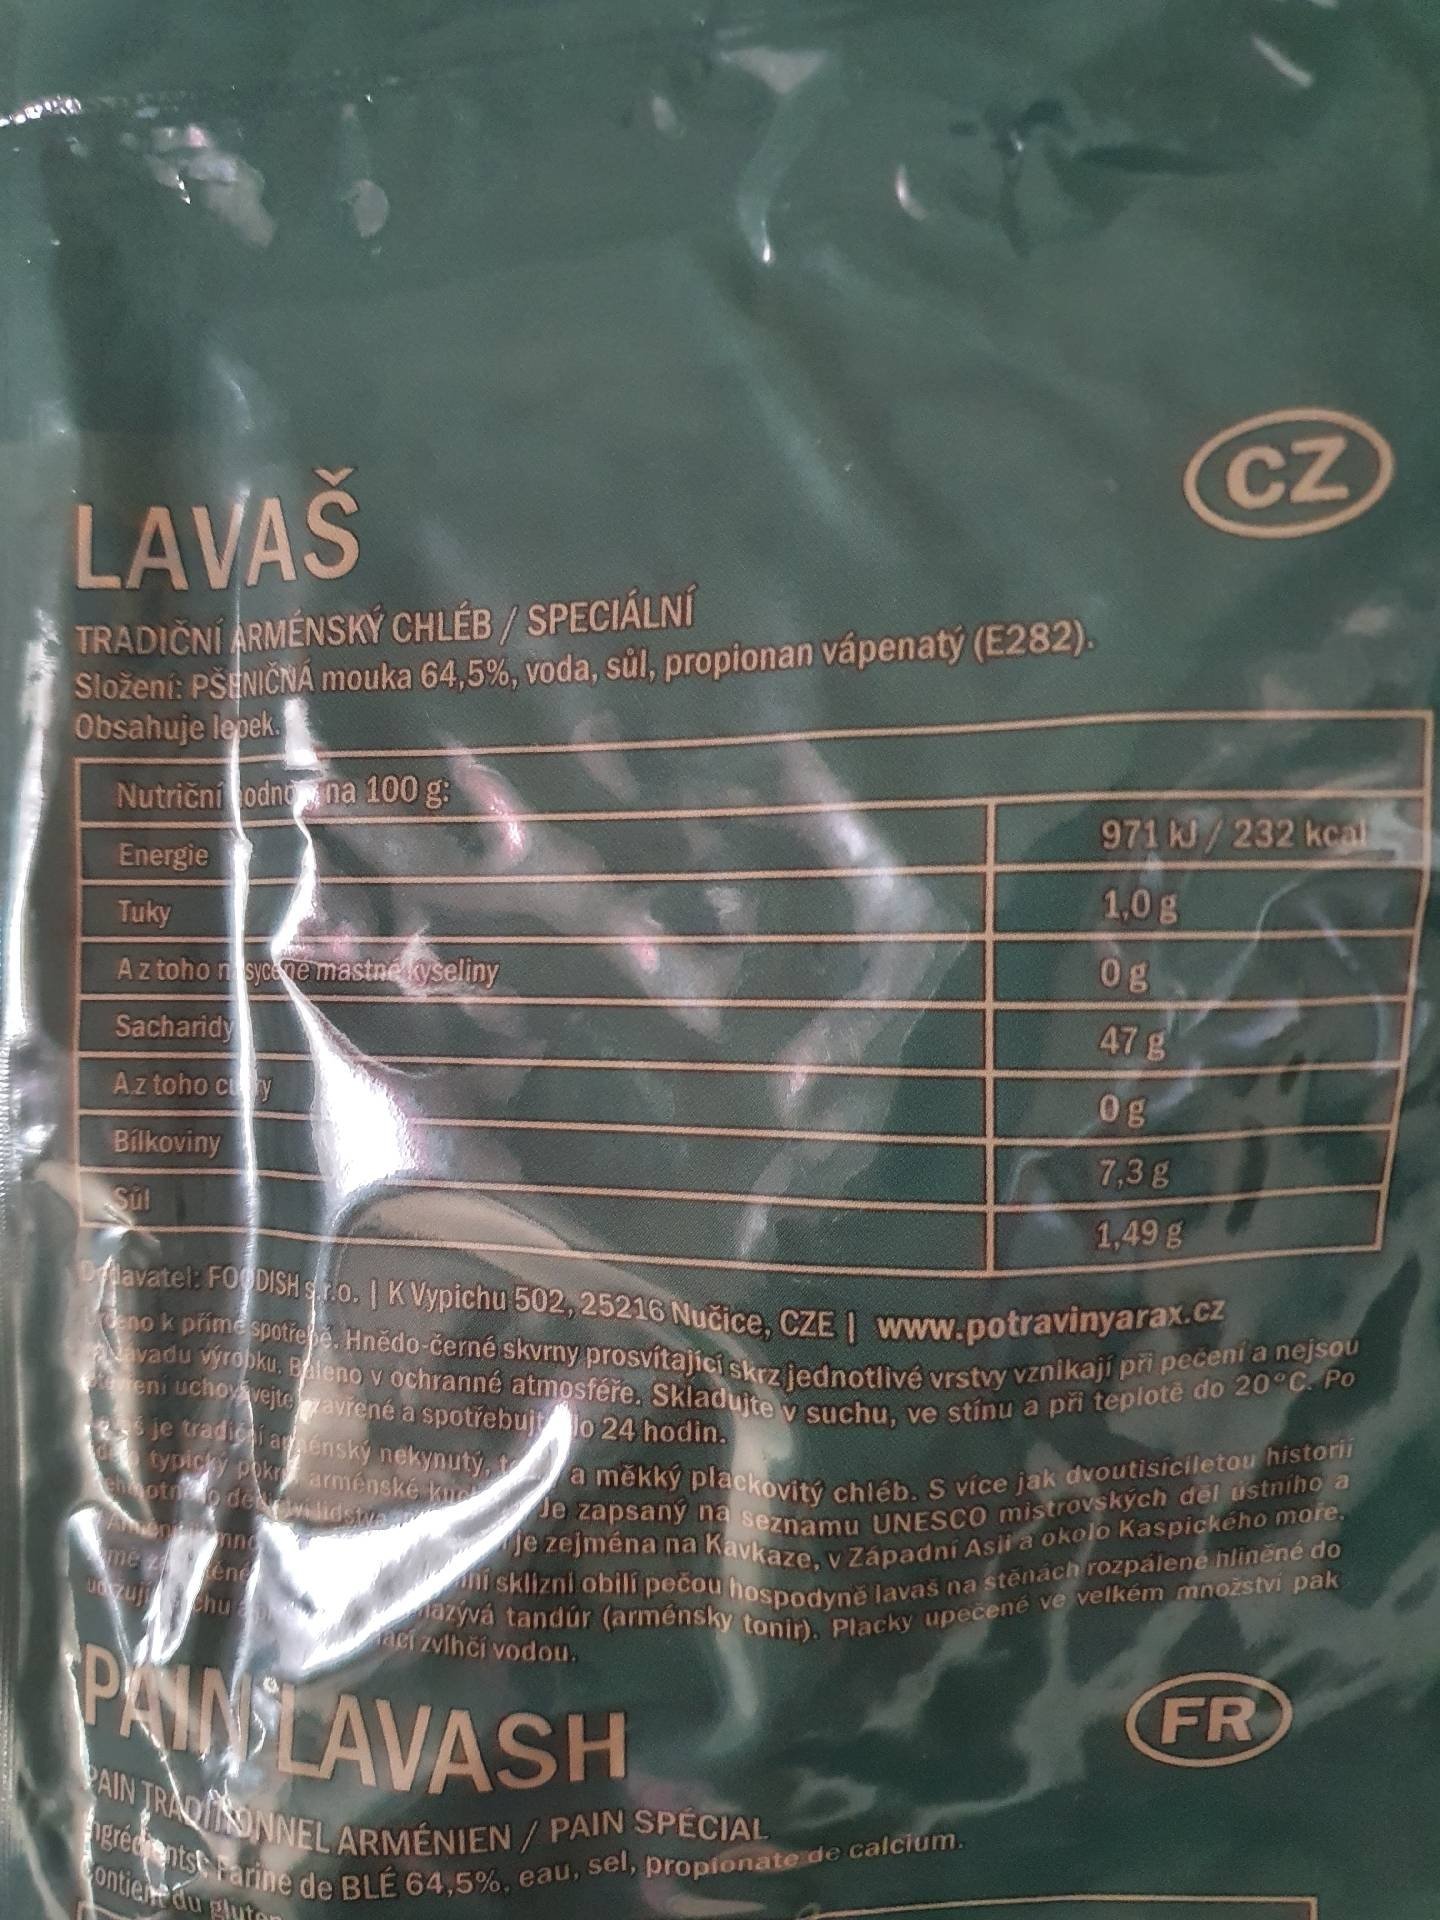 CZ
LAVAŠ
TRADIČNÍ ARMÉNSKÝ CHLÉB / SPECIÁLNÍ
Složení: PŠENIČNÁ mouka 64,5%, voda, sůl, propionan vápenatý (E282).
Obsahuje lepek.
Nutriční na 100 g:
Energie 971 kJ / 232 kcal
Tuky 1,0 g
A z toho nasycené mastné kyseliny 0 g
Sacharidy 47 g
A z toho cukry 0 g
Bílkoviny 7,3 g
Sůl 1,49 g
Dodavatel: FOODISH s.r.o. | K Vypichu 502, 25216 Nučice, CZE | www.potravinyarax.cz
k přímé spotřebě. Hnědo-černé skvrny prosvítající skrz jednotlivé vrstvy vznikají při pečení a nejsou
výrobku. Baleno v ochranné atmosféře. Skladujte v suchu, ve stínu a při teplotě do 20°C. Po
uchovávejte zavřené a spotřebujte do 24 hodin.
je tradiční arménský nekynutý, a měkký plackovitý chléb. S více jak dvoutisíciletou historií
typický pokrm arménské Je zapsaný na seznamu UNESCO mistrovských děl ústního a
lidstva je zejména na Kavkaze, v Západní Asii a okolo Kaspického moře.
sklizni obilí pečou hospodyně lavaš na stěnách rozpálené hliněné do
nazývá tandúr (arménsky tonir). Placky upečené ve velkém množství pak
zvlhčí vodou.
FR
PAIN LAVASH
PAIN TRADITIONNEL ARMÉNIEN / PAIN SPÉCIAL
Ingrédients: Farine de BLÉ 64,5%, eau, sel, propionate de calcium.
Contient du gluten